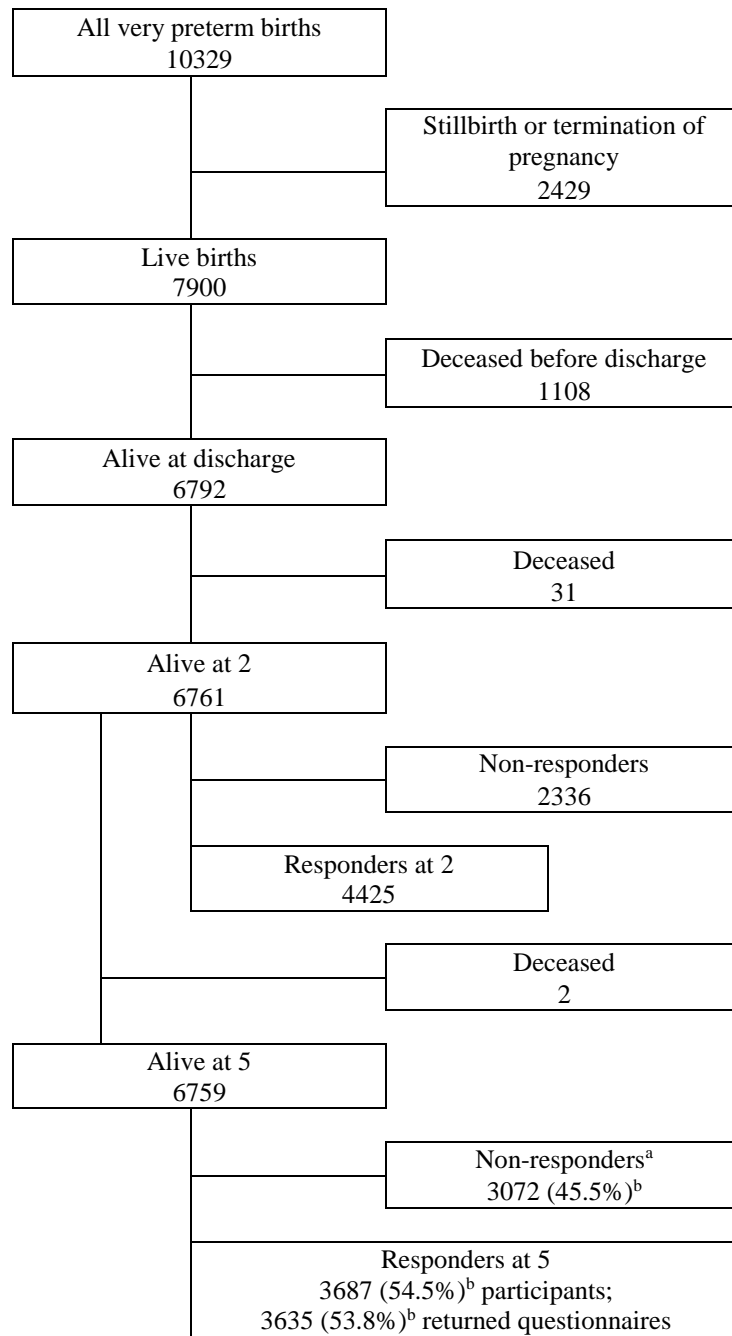 All very preterm births
10329
Stillbirth or termination of
pregnancy
2429
Live births
7900
Deceased before discharge
1108
Alive at discharge
6792
Deceased
31
Alive at 2
6761
Non-responders
2336
Responders at 2
4425
Deceased
2
Alive at 5
6759
Non-respondersᵃ
3072 (45.5%)ᵇ
Responders at 5
3687 (54.5%)ᵇ participants;
3635 (53.8%)ᵇ returned questionnaires